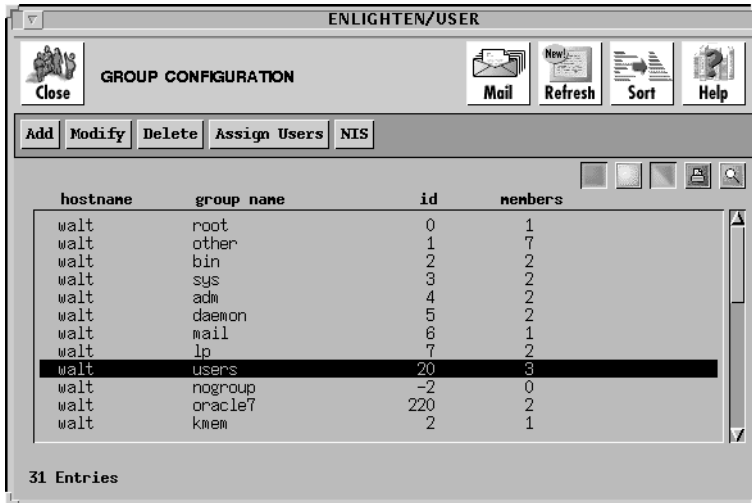 ENLIGHTEN/USER
Close
GROUP CONFIGURATION
Mail
New!
Refresh
Sort
Help
Add Modify Delete Assign Users NIS
hostname group name id members
walt root 0 1
walt other 1 7
walt bin 2 2
walt sys 3 2
walt adm 4 2
walt daemon 5 2
walt mail 6 1
walt lp 7 2
walt users 20 3
walt nogroup -2 0
walt oracle7 220 2
walt kmem 2 1
31 Entries